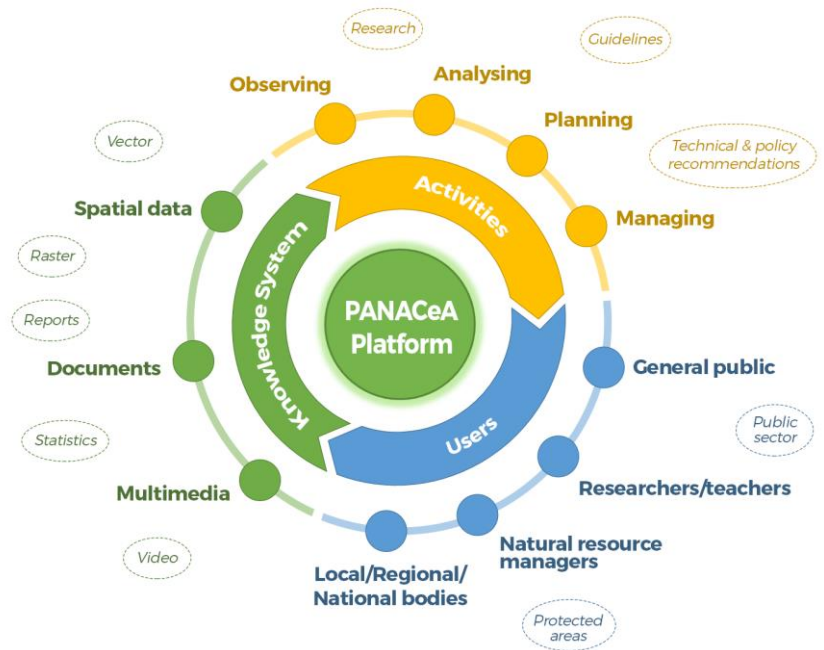 Research
Guidelines
Observing
Analysing
Planning
Technical & policy
recommendations
Managing
Vector
Spatial data
Raster
Reports
Documents
Statistics
Multimedia
Video
Activities
Knowledge System
Users
PANACeA
Platform
General public
Public
sector
Researchers/teachers
Natural resource
managers
Local/Regional/
National bodies
Protected
areas